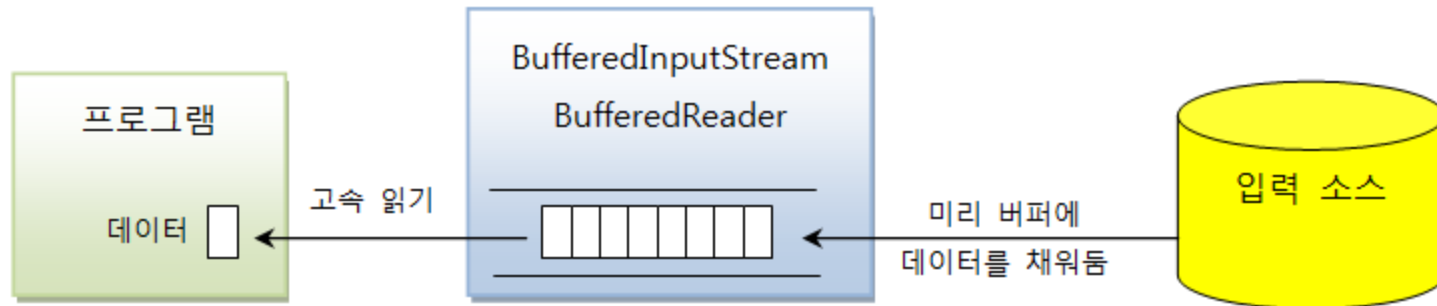 프로그램
데이터
고속 읽기
BufferedInputStream
BufferedReader
미리 버퍼에
데이터를 채워둠
입력 소스